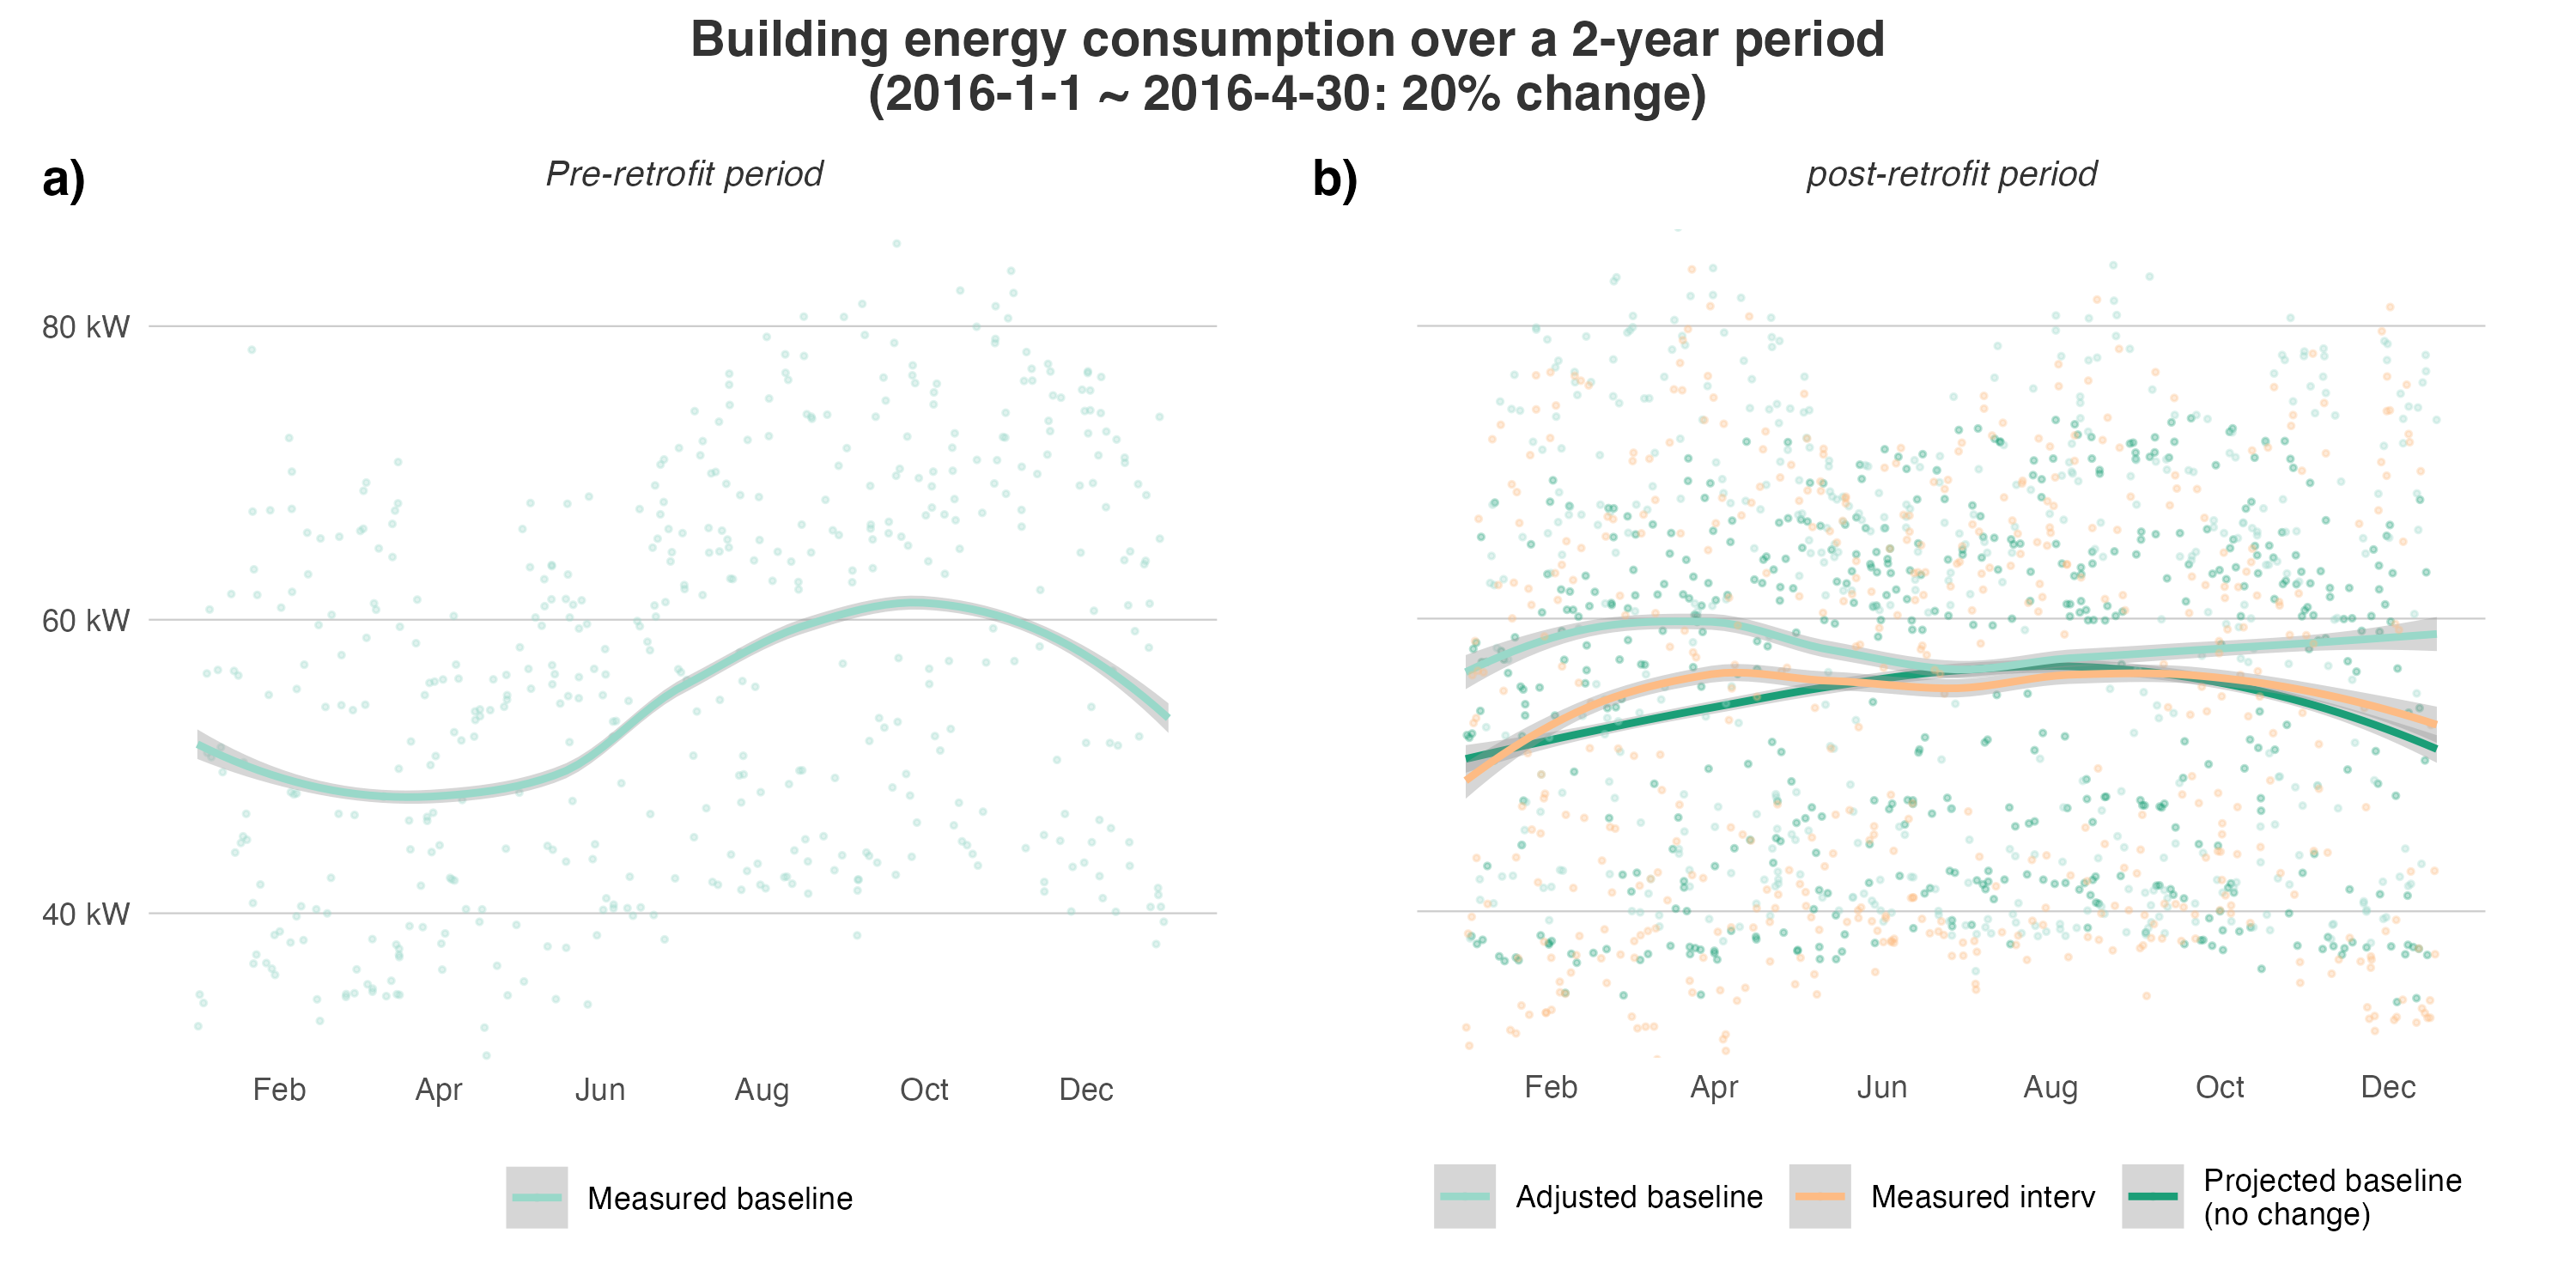 Building energy consumption over a 2-year period
(2016-1-1 ~ 2016-4-30: 20% change)
a)
Pre-retrofit period
80 kW
60 kW
40 kW
Feb Apr Jun Aug Oct Dec
Measured baseline
b)
post-retrofit period
Feb Apr Jun Aug Oct Dec
Adjusted baseline
Measured interv
Projected baseline
(no change)